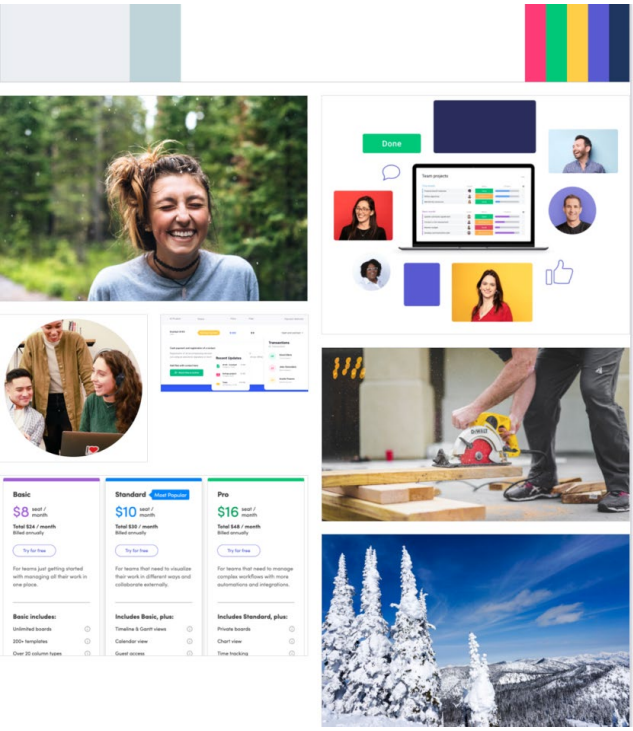 Done
Team projects
Recent Updates
Transactions
DEWALT
Basic
$8 seat / month
Total $24 / month
Billed annually
Try for free
For teams just getting started
with managing all their work in
one place.
Basic includes:
Unlimited boards
200+ templates
Over 20 column types
Standard
Most Popular
$10 seat / month
Total $30 / month
Billed annually
Try for free
For teams that need to visualize
their work in different ways and
collaborate externally.
Includes Basic, plus:
Timeline & Gantt views
Calendar view
Guest access
Pro
$16 seat / month
Total $48 / month
Billed annually
Try for free
For teams that need to manage
complex workflows with more
automations and integrations.
Includes Standard, plus:
Private boards
Chart view
Time tracking